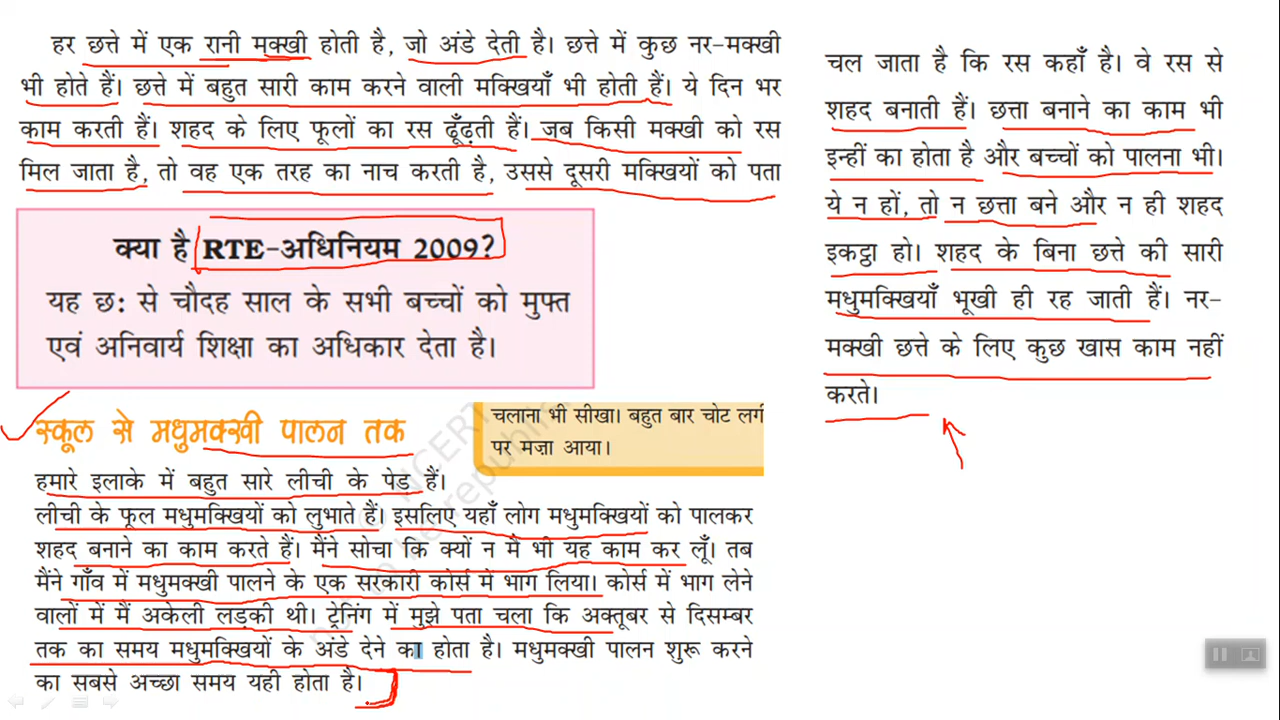 हर छत्ते में एक रानी मक्खी होती है, जो अंडे देती है। छत्ते में कुछ नर-मक्खी
भी होते हैं। छत्ते में बहुत सारी काम करने वाली मक्खियाँ भी होती हैं। ये दिन भर
काम करती हैं। शहद के लिए फूलों का रस ढूँढ़ती हैं। जब किसी मक्खी को रस
मिल जाता है, तो वह एक तरह का नाच करती है, उससे दूसरी मक्खियों को पता
चल जाता है कि रस कहाँ है। वे रस से
शहद बनाती हैं। छत्ता बनाने का काम भी
इन्हीं का होता है और बच्चों को पालना भी।
ये न हों, तो न छत्ता बने और न ही शहद
इकट्ठा हो। शहद के बिना छत्ते की सारी
मधुमक्खियाँ भूखी ही रह जाती हैं। नर-
मक्खी छत्ते के लिए कुछ खास काम नहीं
करते।
क्या है RTE-अधिनियम 2009?
यह छः से चौदह साल के सभी बच्चों को मुफ्त
एवं अनिवार्य शिक्षा का अधिकार देता है।
चलाना भी सीखा। बहुत बार चोट लगी
पर मज़ा आया।
स्कूल से मधुमक्खी पालन तक
हमारे इलाके में बहुत सारे लीची के पेड़ हैं।
लीची के फूल मधुमक्खियों को लुभाते हैं। इसलिए यहाँ लोग मधुमक्खियों को पालकर
शहद बनाने का काम करते हैं। मैंने सोचा कि क्यों न मैं भी यह काम कर लूँ। तब
मैंने गाँव में मधुमक्खी पालने के एक सरकारी कोर्स में भाग लिया। कोर्स में भाग लेने
वालों में मैं अकेली लड़की थी। ट्रेनिंग में मुझे पता चला कि अक्तूबर से दिसम्बर
तक का समय मधुमक्खियों के अंडे देने का होता है। मधुमक्खी पालन शुरू करने
का सबसे अच्छा समय यही होता है।